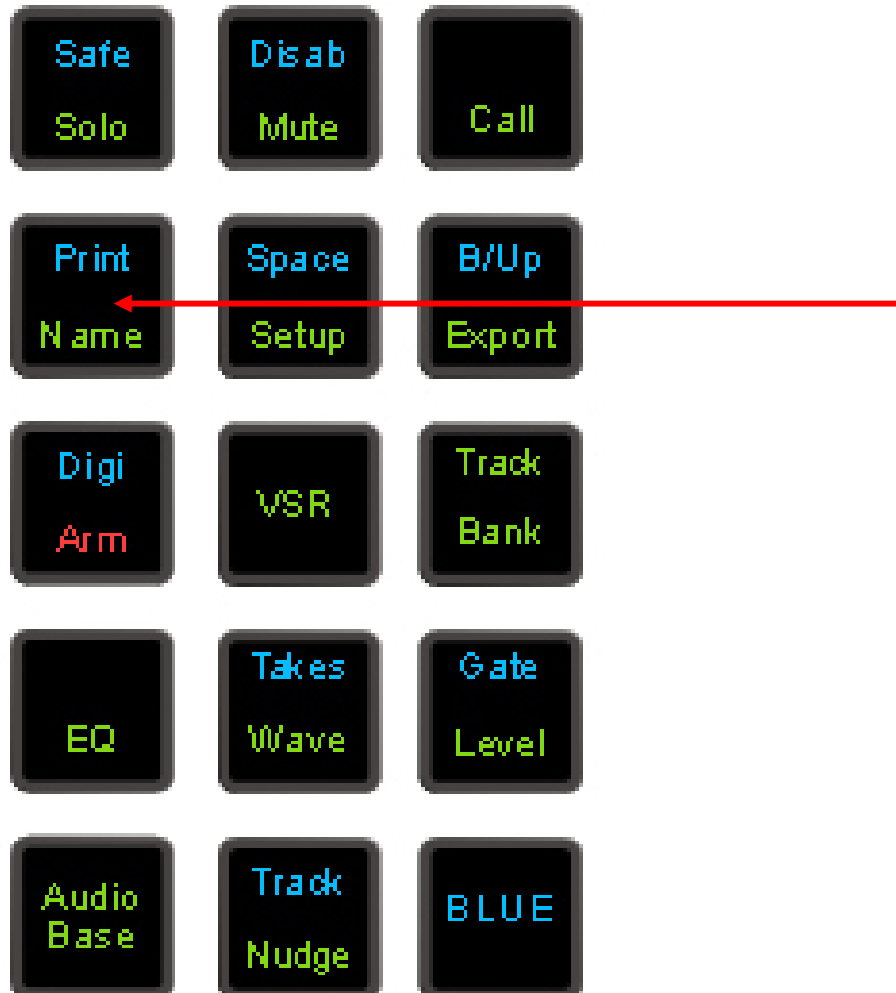 Safe Disab
Solo Mute Call
Print Space B/Up
Name Setup Export
Digi Track
Arm VSR Bank
Takes Gate
EQ Wave Level
Audio Track
Base Nudge BLUE